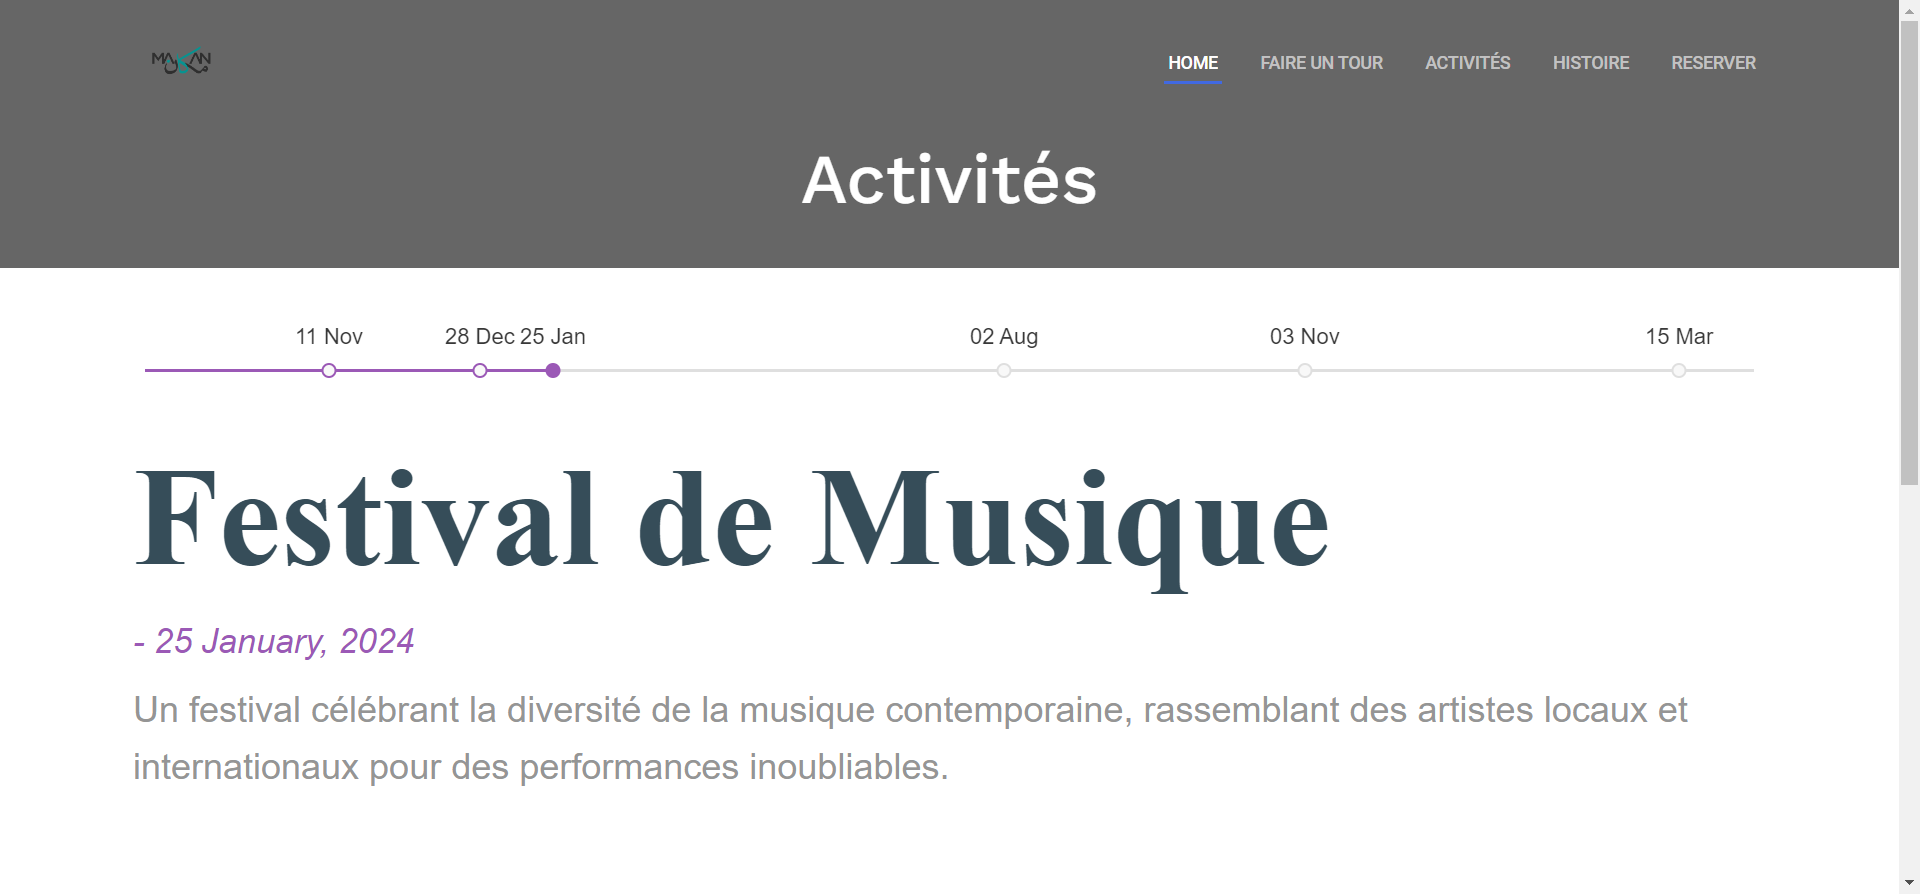 MAKAN
HOME FAIRE UN TOUR ACTIVITÉS HISTOIRE RESERVER
Activités
11 Nov 28 Dec 25 Jan 02 Aug 03 Nov 15 Mar
Festival de Musique
- 25 January, 2024
Un festival célébrant la diversité de la musique contemporaine, rassemblant des artistes locaux et
internationaux pour des performances inoubliables.